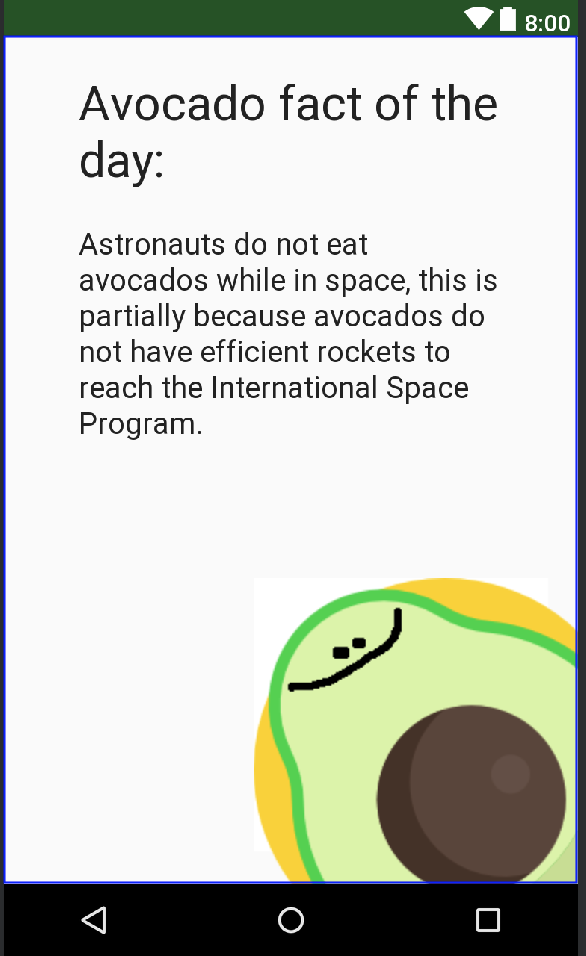 8:00
Avocado fact of the
day:
Astronauts do not eat
avocados while in space, this is
partially because avocados do
not have efficient rockets to
reach the International Space
Program.